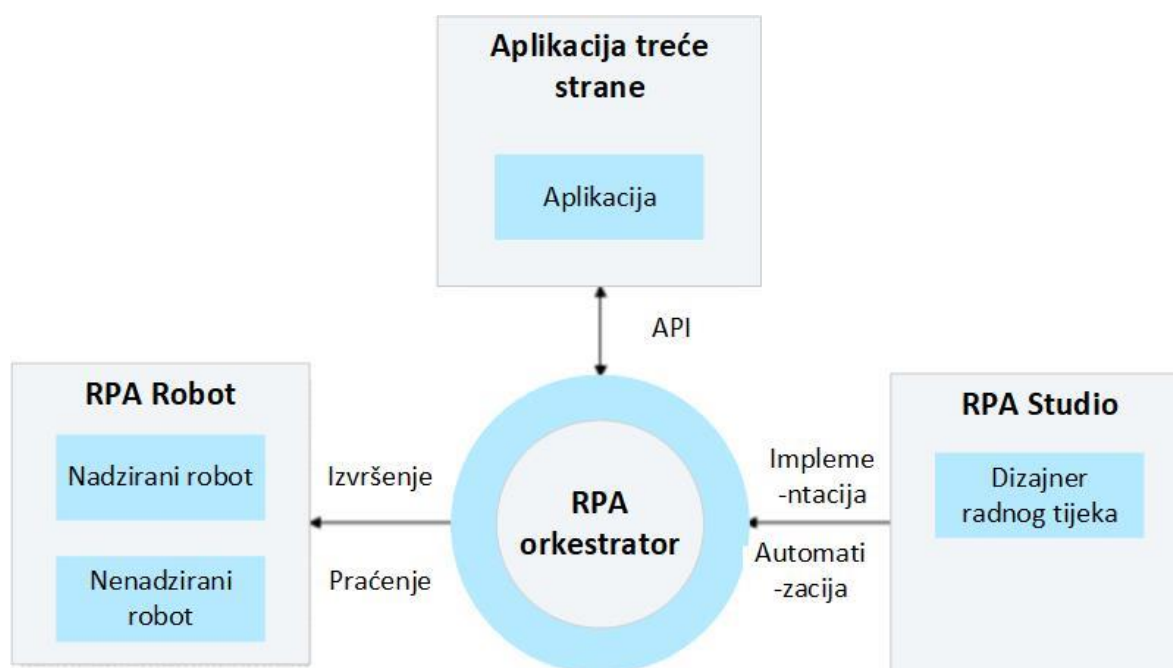 Aplikacija treće
strane
Aplikacija
API
RPA Robot
Nadzirani robot
Nenadzirani
robot
Izvršenje
Praćenje
RPA
orkestrator
Impleme
-ntacija
Automati
-zacija
RPA Studio
Dizajner
radnog tijeka